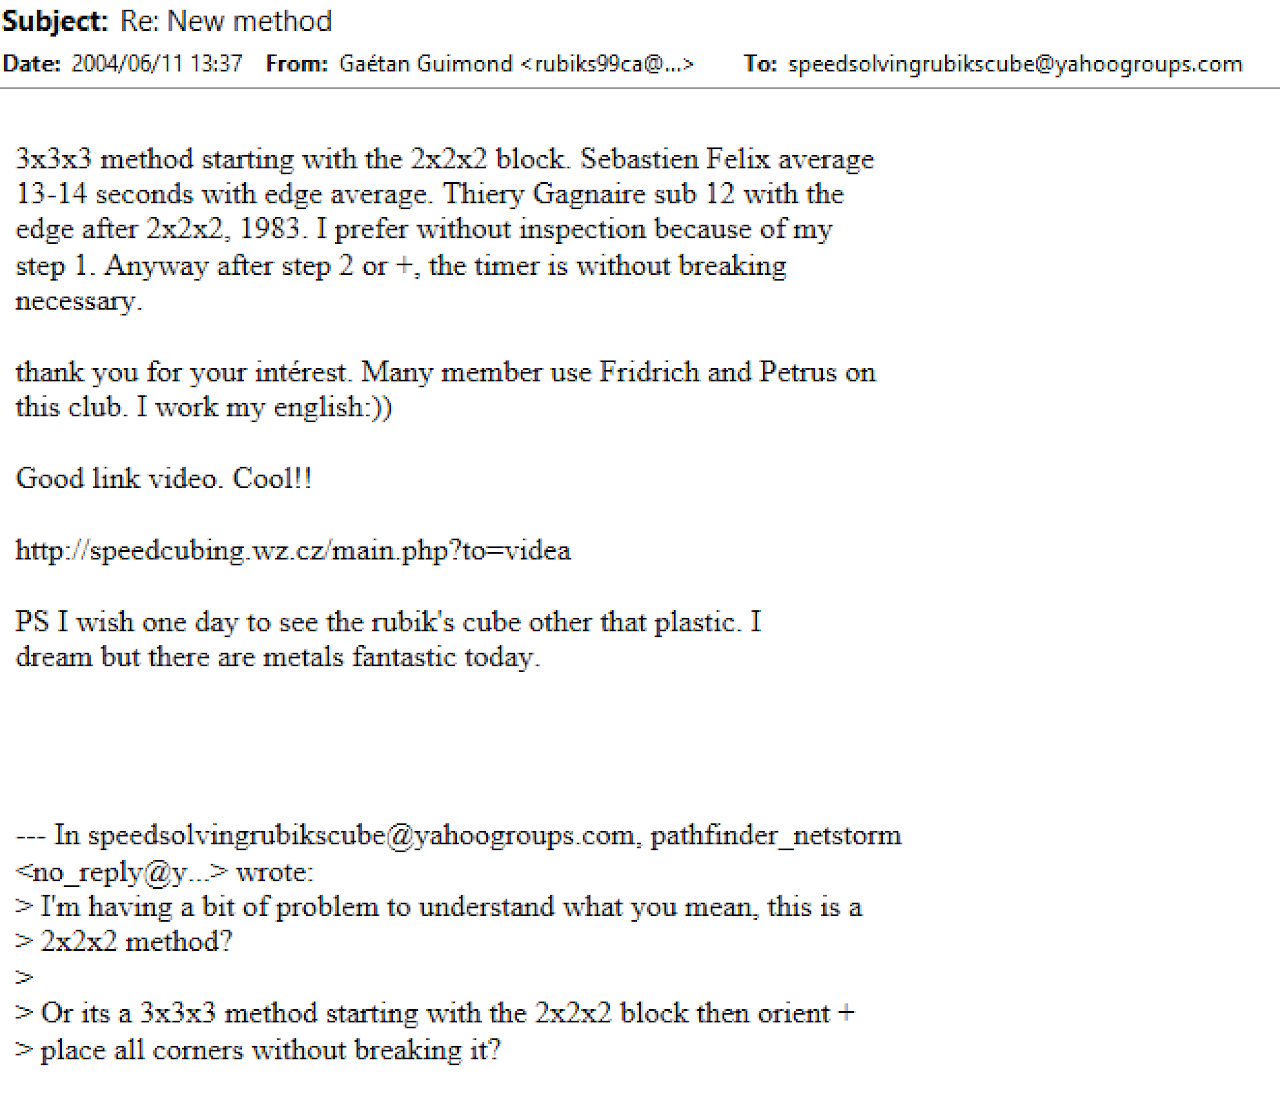 Subject: Re: New method
Date: 2004/06/11 13:37 From: Gaétan Guimond <rubiks99ca@...> To: speedsolvingrubikscube@yahoogroups.com
3x3x3 method starting with the 2x2x2 block. Sebastien Felix average
13-14 seconds with edge average. Thiery Gagnaire sub 12 with the
edge after 2x2x2, 1983. I prefer without inspection because of my
step 1. Anyway after step 2 or +, the timer is without breaking
necessary.
thank you for your intérest. Many member use Fridrich and Petrus on
this club. I work my english:))
Good link video. Cool!!
http://speedcubing.wz.cz/main.php?to=videa
PS I wish one day to see the rubik's cube other that plastic. I
dream but there are metals fantastic today.
--- In speedsolvingrubikscube@yahoogroups.com, pathfinder_netstorm
<no_reply@y...> wrote:
> I'm having a bit of problem to understand what you mean, this is a
> 2x2x2 method?
>
> Or its a 3x3x3 method starting with the 2x2x2 block then orient +
> place all corners without breaking it?